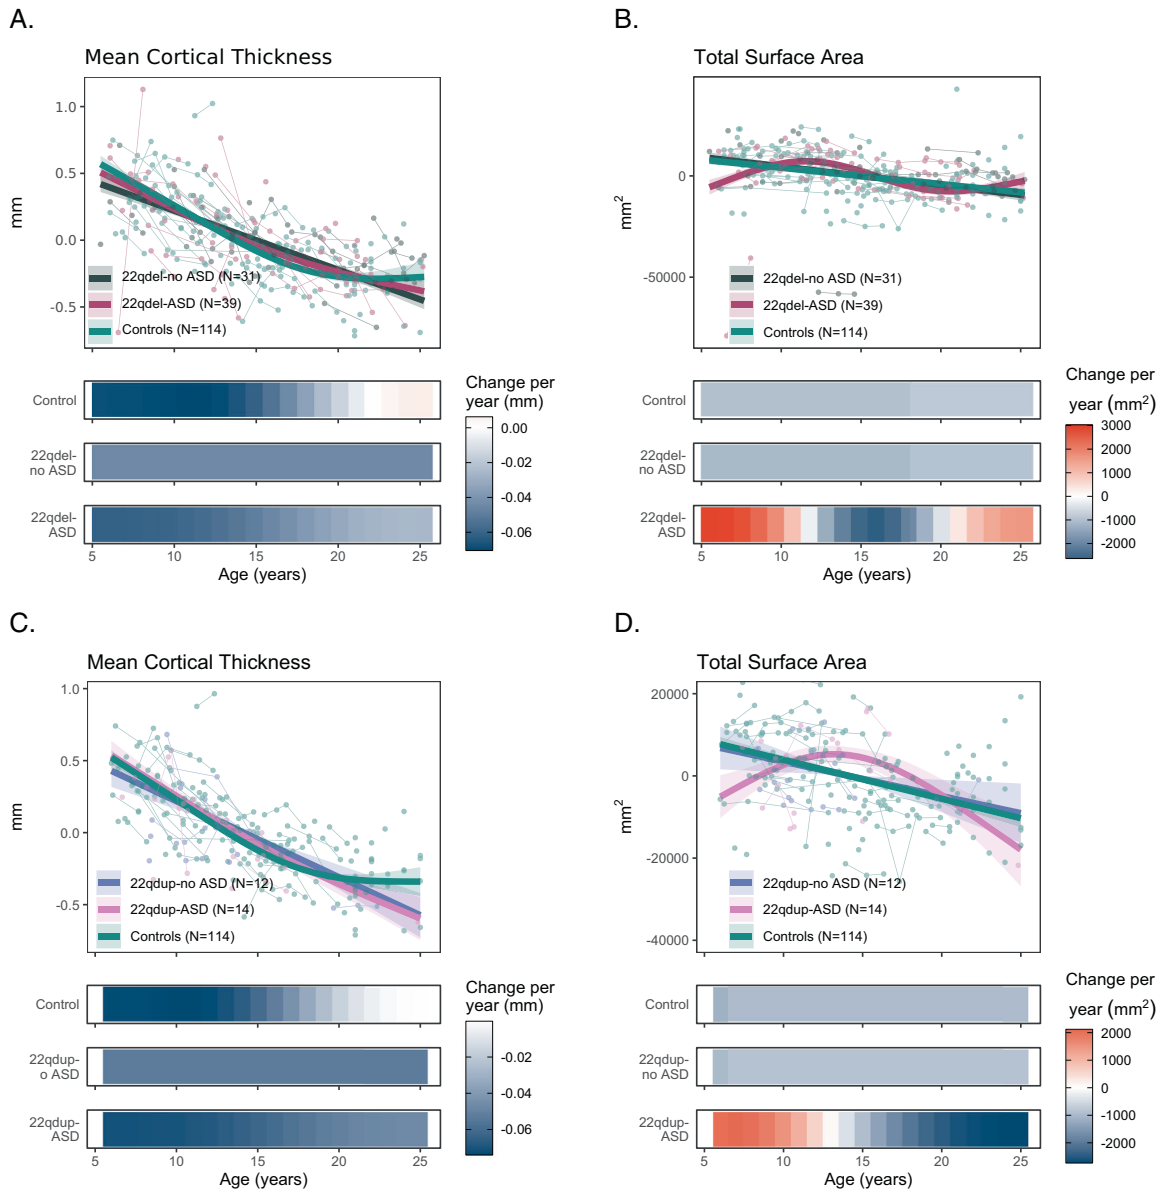 A.
Mean Cortical Thickness
1.0
0.5
0.0
-0.5
mm
22qdel-no ASD (N=31)
22qdel-ASD (N=39)
Controls (N=114)
5
10
15
20
25
Control
22qdel-
no ASD
22qdel-
ASD
5
10
15
20
25
Age (years)
Change per
year (mm)
0.00
-0.02
-0.04
-0.06
B.
Total Surface Area
0
-50000
mm²
22qdel-no ASD (N=31)
22qdel-ASD (N=39)
Controls (N=114)
Control
22qdel-
no ASD
22qdel-
ASD
5
10
15
20
25
Age (years)
Change per
year (mm²)
3000
2000
1000
0
-1000
-2000
C.
Mean Cortical Thickness
1.0
0.5
0.0
-0.5
mm
22qdup-no ASD (N=12)
22qdup-ASD (N=14)
Controls (N=114)
Control
22qdup-
o ASD
22qdup-
ASD
5
10
15
20
25
Age (years)
Change per
year (mm)
-0.02
-0.04
-0.06
D.
Total Surface Area
20000
0
-20000
-40000
mm²
22qdup-no ASD (N=12)
22qdup-ASD (N=14)
Controls (N=114)
Control
22qdup-
no ASD
22qdup-
ASD
5
10
15
20
25
Age (years)
Change per
year (mm²)
2000
1000
0
-1000
-2000